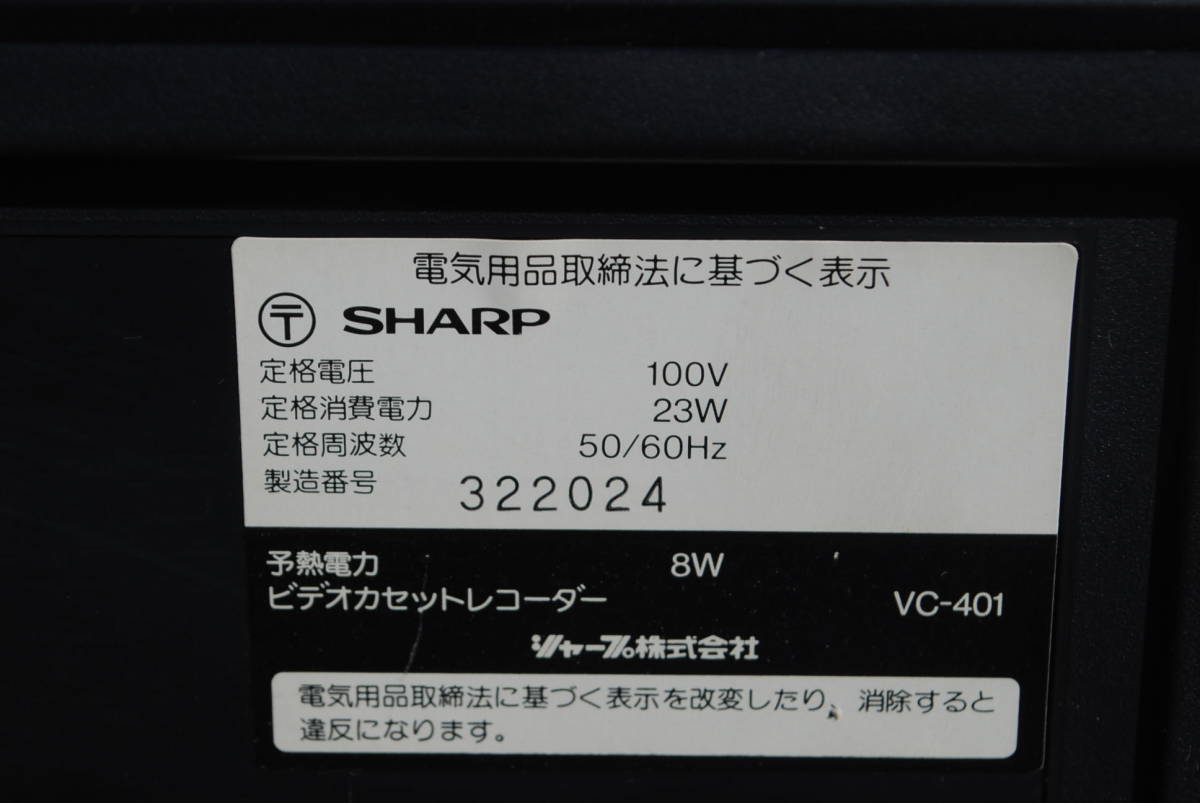 電気用品取締法に基づく表示
〒 SHARP
定格電圧 100V
定格消費電力 23W
定格周波数 50/60Hz
製造番号 322024
予熱電力 8W
ビデオカセットレコーダー VC-401
シャープ株式会社
電気用品取締法に基づく表示を改変したり、消除すると
違反になります。